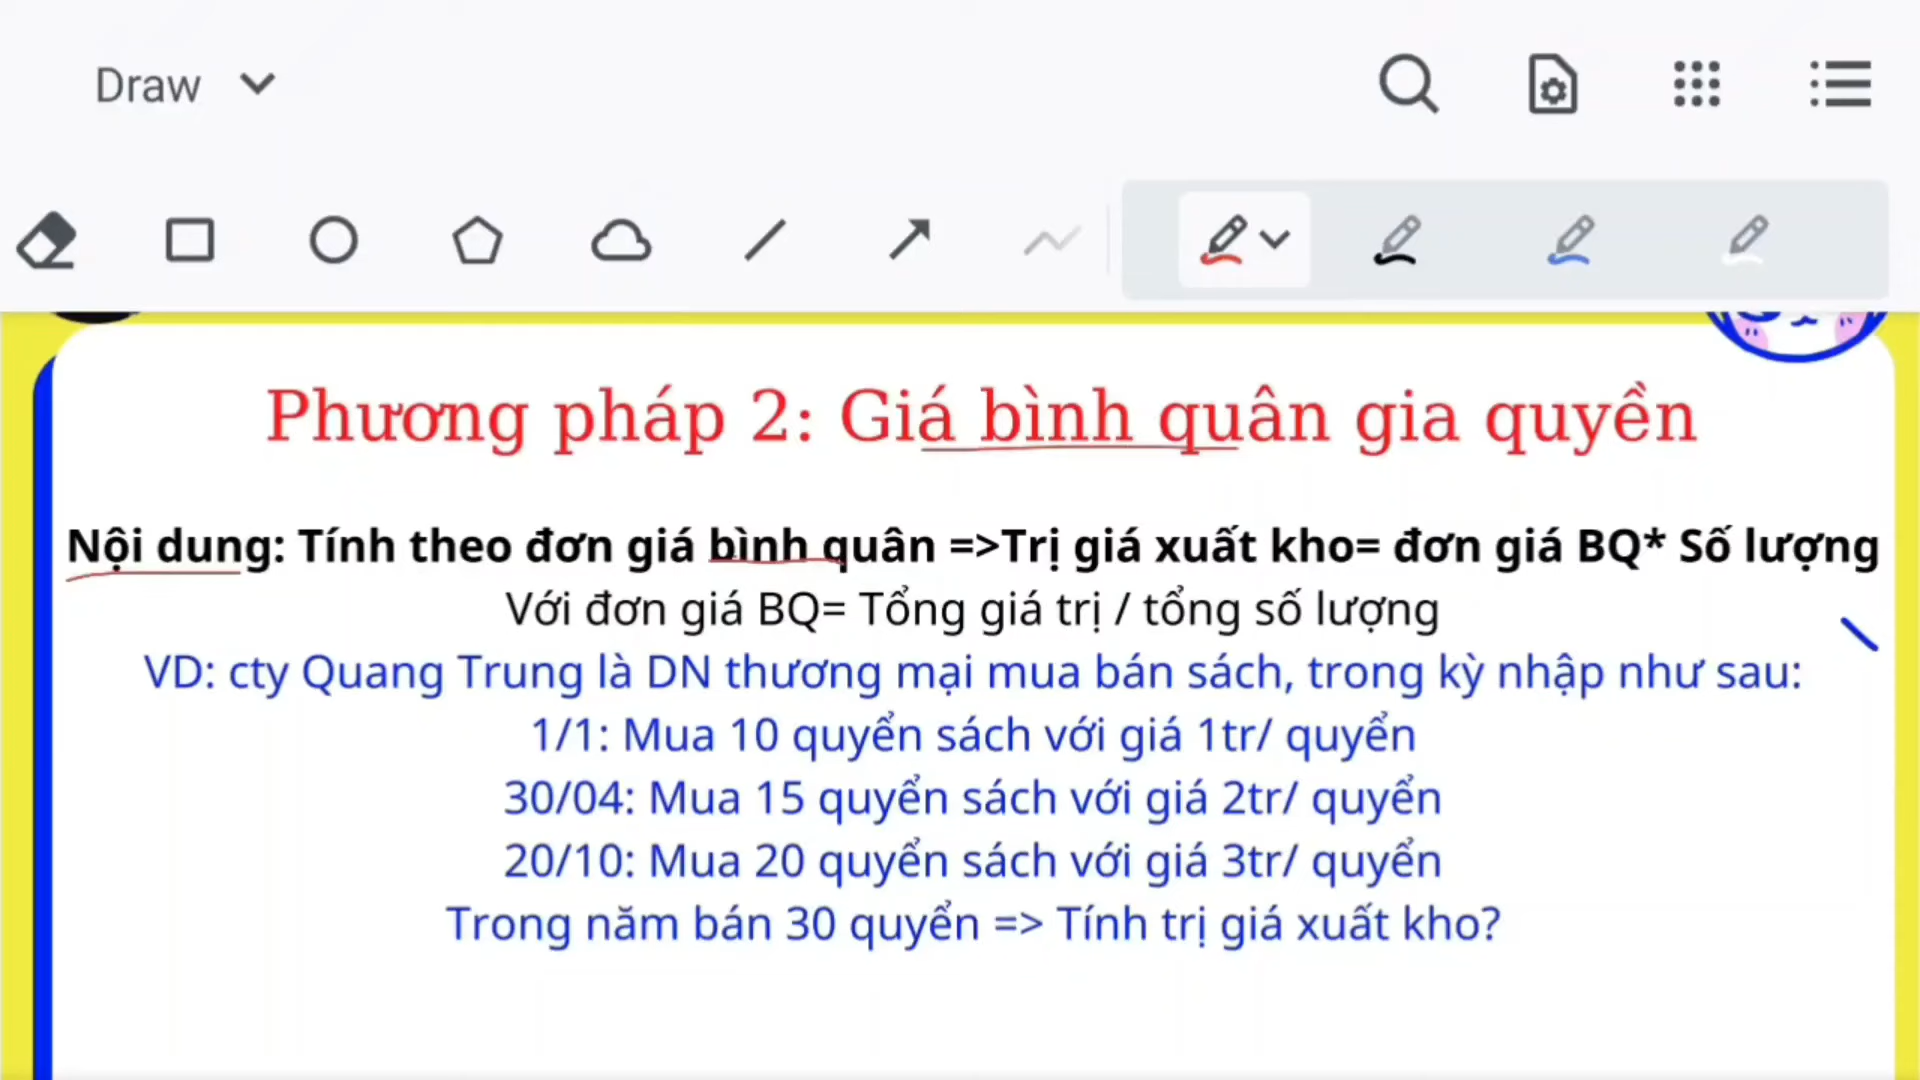 Draw
Phương pháp 2: Giá bình quân gia quyền
Nội dung: Tính theo đơn giá bình quân =>Trị giá xuất kho= đơn giá BQ* Số lượng
Với đơn giá BQ= Tổng giá trị / tổng số lượng
VD: cty Quang Trung là DN thương mại mua bán sách, trong kỳ nhập như sau:
1/1: Mua 10 quyển sách với giá 1tr/ quyển
30/04: Mua 15 quyển sách với giá 2tr/ quyển
20/10: Mua 20 quyển sách với giá 3tr/ quyển
Trong năm bán 30 quyển => Tính trị giá xuất kho?